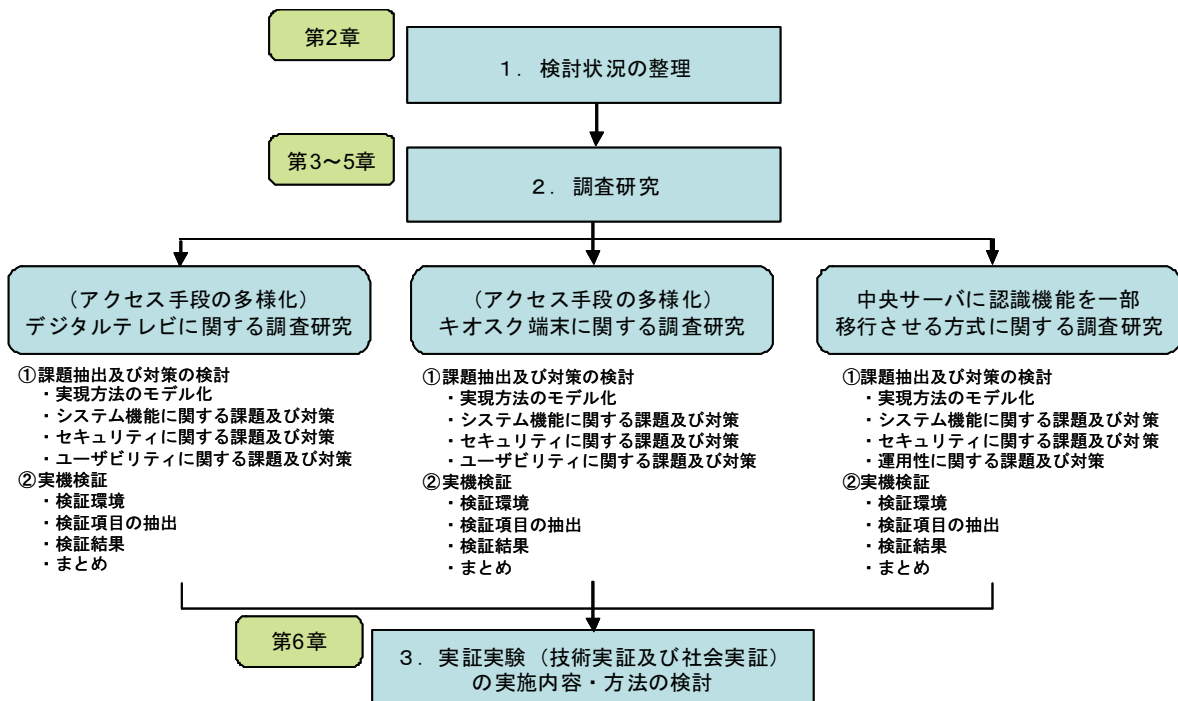 第2章
１．検討状況の整理
第3～5章
２．調査研究
（アクセス手段の多様化）
デジタルテレビに関する調査研究
①課題抽出及び対策の検討
・実現方法のモデル化
・システム機能に関する課題及び対策
・セキュリティに関する課題及び対策
・ユーザビリティに関する課題及び対策
②実機検証
・検証環境
・検証項目の抽出
・検証結果
・まとめ
（アクセス手段の多様化）
キオスク端末に関する調査研究
①課題抽出及び対策の検討
・実現方法のモデル化
・システム機能に関する課題及び対策
・セキュリティに関する課題及び対策
・ユーザビリティに関する課題及び対策
②実機検証
・検証環境
・検証項目の抽出
・検証結果
・まとめ
中央サーバに認識機能を一部
移行させる方式に関する調査研究
①課題抽出及び対策の検討
・実現方法のモデル化
・システム機能に関する課題及び対策
・セキュリティに関する課題及び対策
・運用性に関する課題及び対策
②実機検証
・検証環境
・検証項目の抽出
・検証結果
・まとめ
第6章
３．実証実験（技術実証及び社会実証）
の実施内容・方法の検討